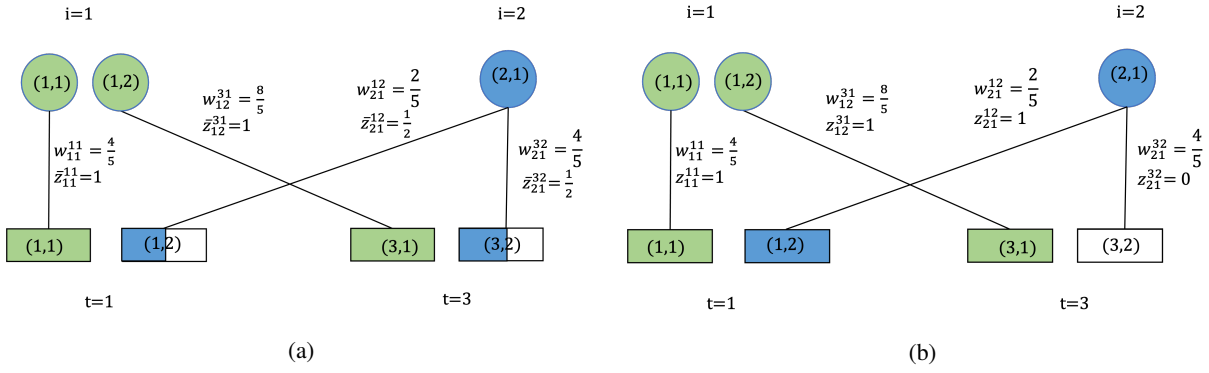 i=1
i=2
(1,1)
(1,2)
(2,1)
w_{12}^{31} = 8/5
z̄_{12}^{31}=1
w_{21}^{12} = 2/5
z̄_{21}^{12}=1/2
w_{11}^{11} = 4/5
z̄_{11}^{11}=1
w_{21}^{32} = 4/5
z̄_{21}^{32}=1/2
(1,1)
(1,2)
(3,1)
(3,2)
t=1
t=3
(a)
i=1
i=2
(1,1)
(1,2)
(2,1)
w_{12}^{31} = 8/5
z_{12}^{31}=1
w_{21}^{12} = 2/5
z_{21}^{12}=1
w_{11}^{11} = 4/5
z_{11}^{11}=1
w_{21}^{32} = 4/5
z_{21}^{32}= 0
(1,1)
(1,2)
(3,1)
(3,2)
t=1
t=3
(b)